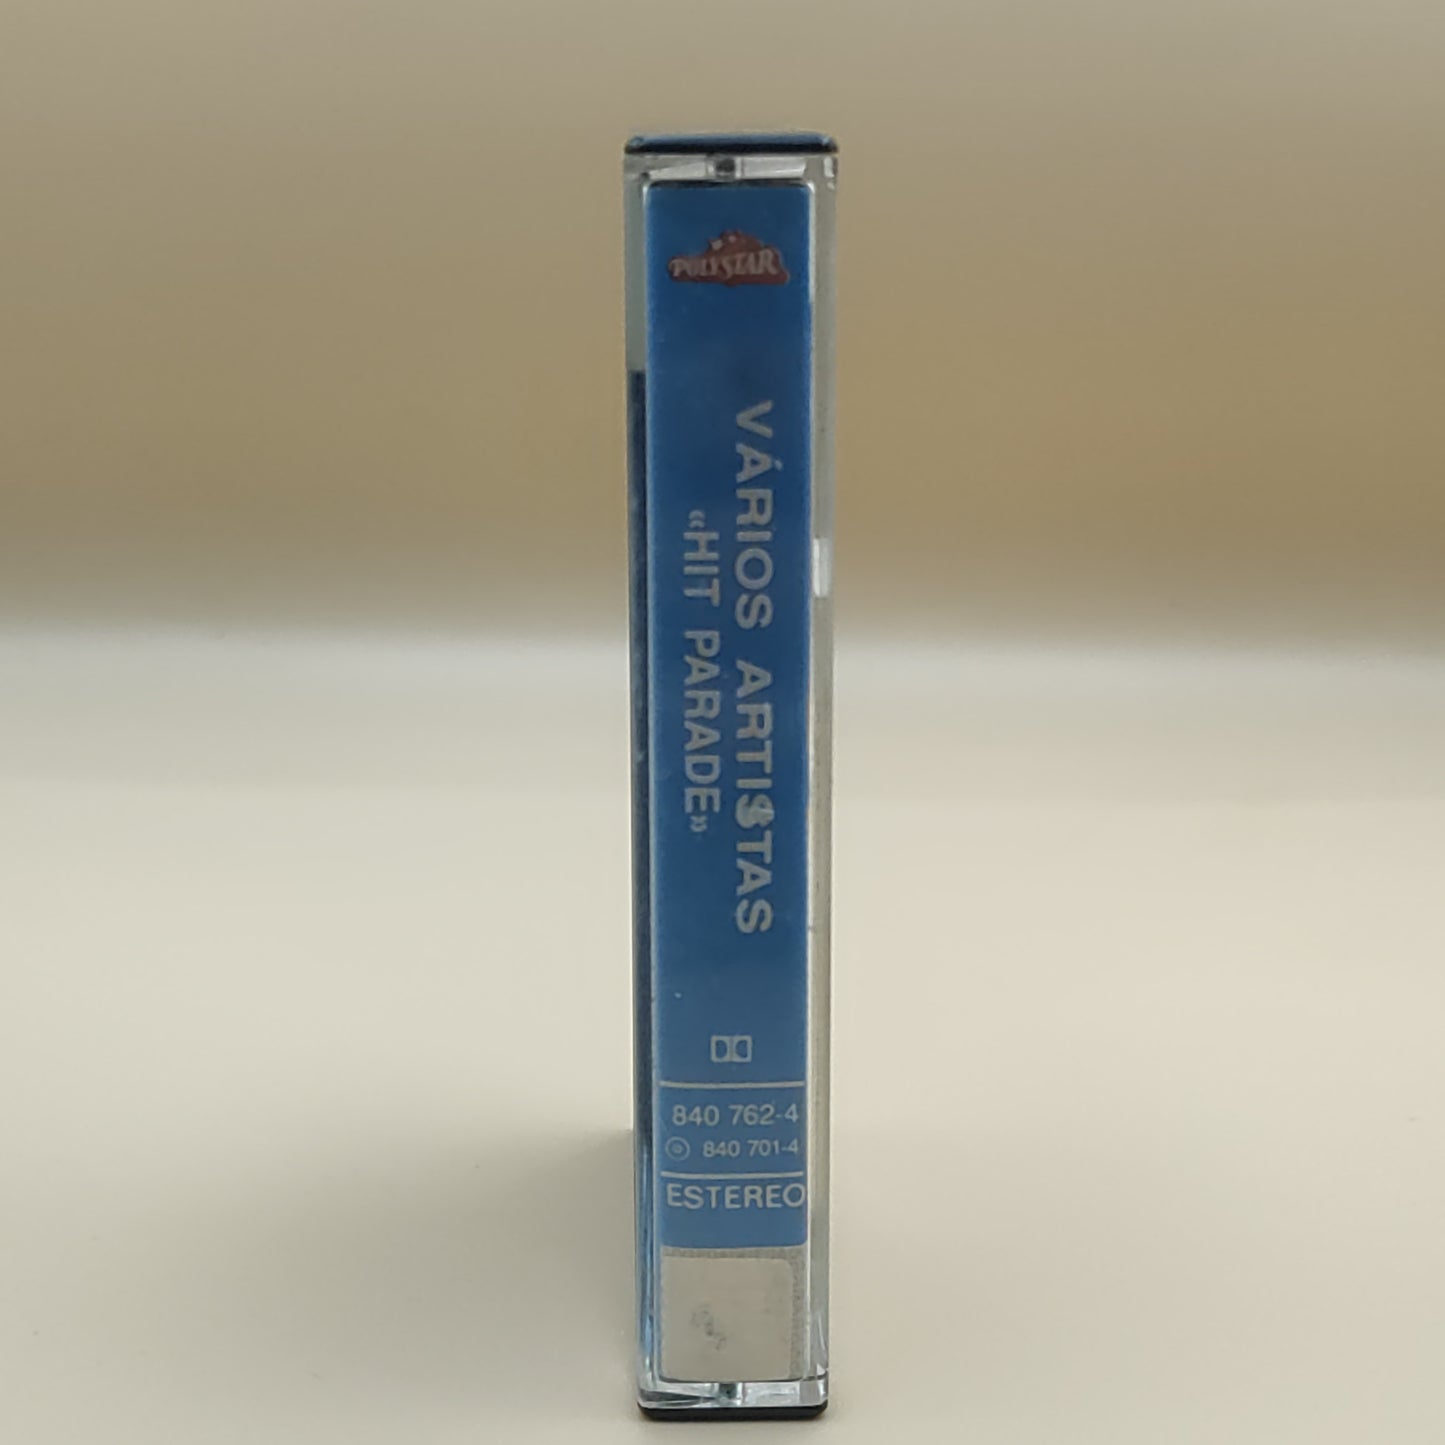 POLYSTAR
VÁRIOS ARTISTAS
«HIT PARADE»
840 762-4
840 701-4
ESTEREO